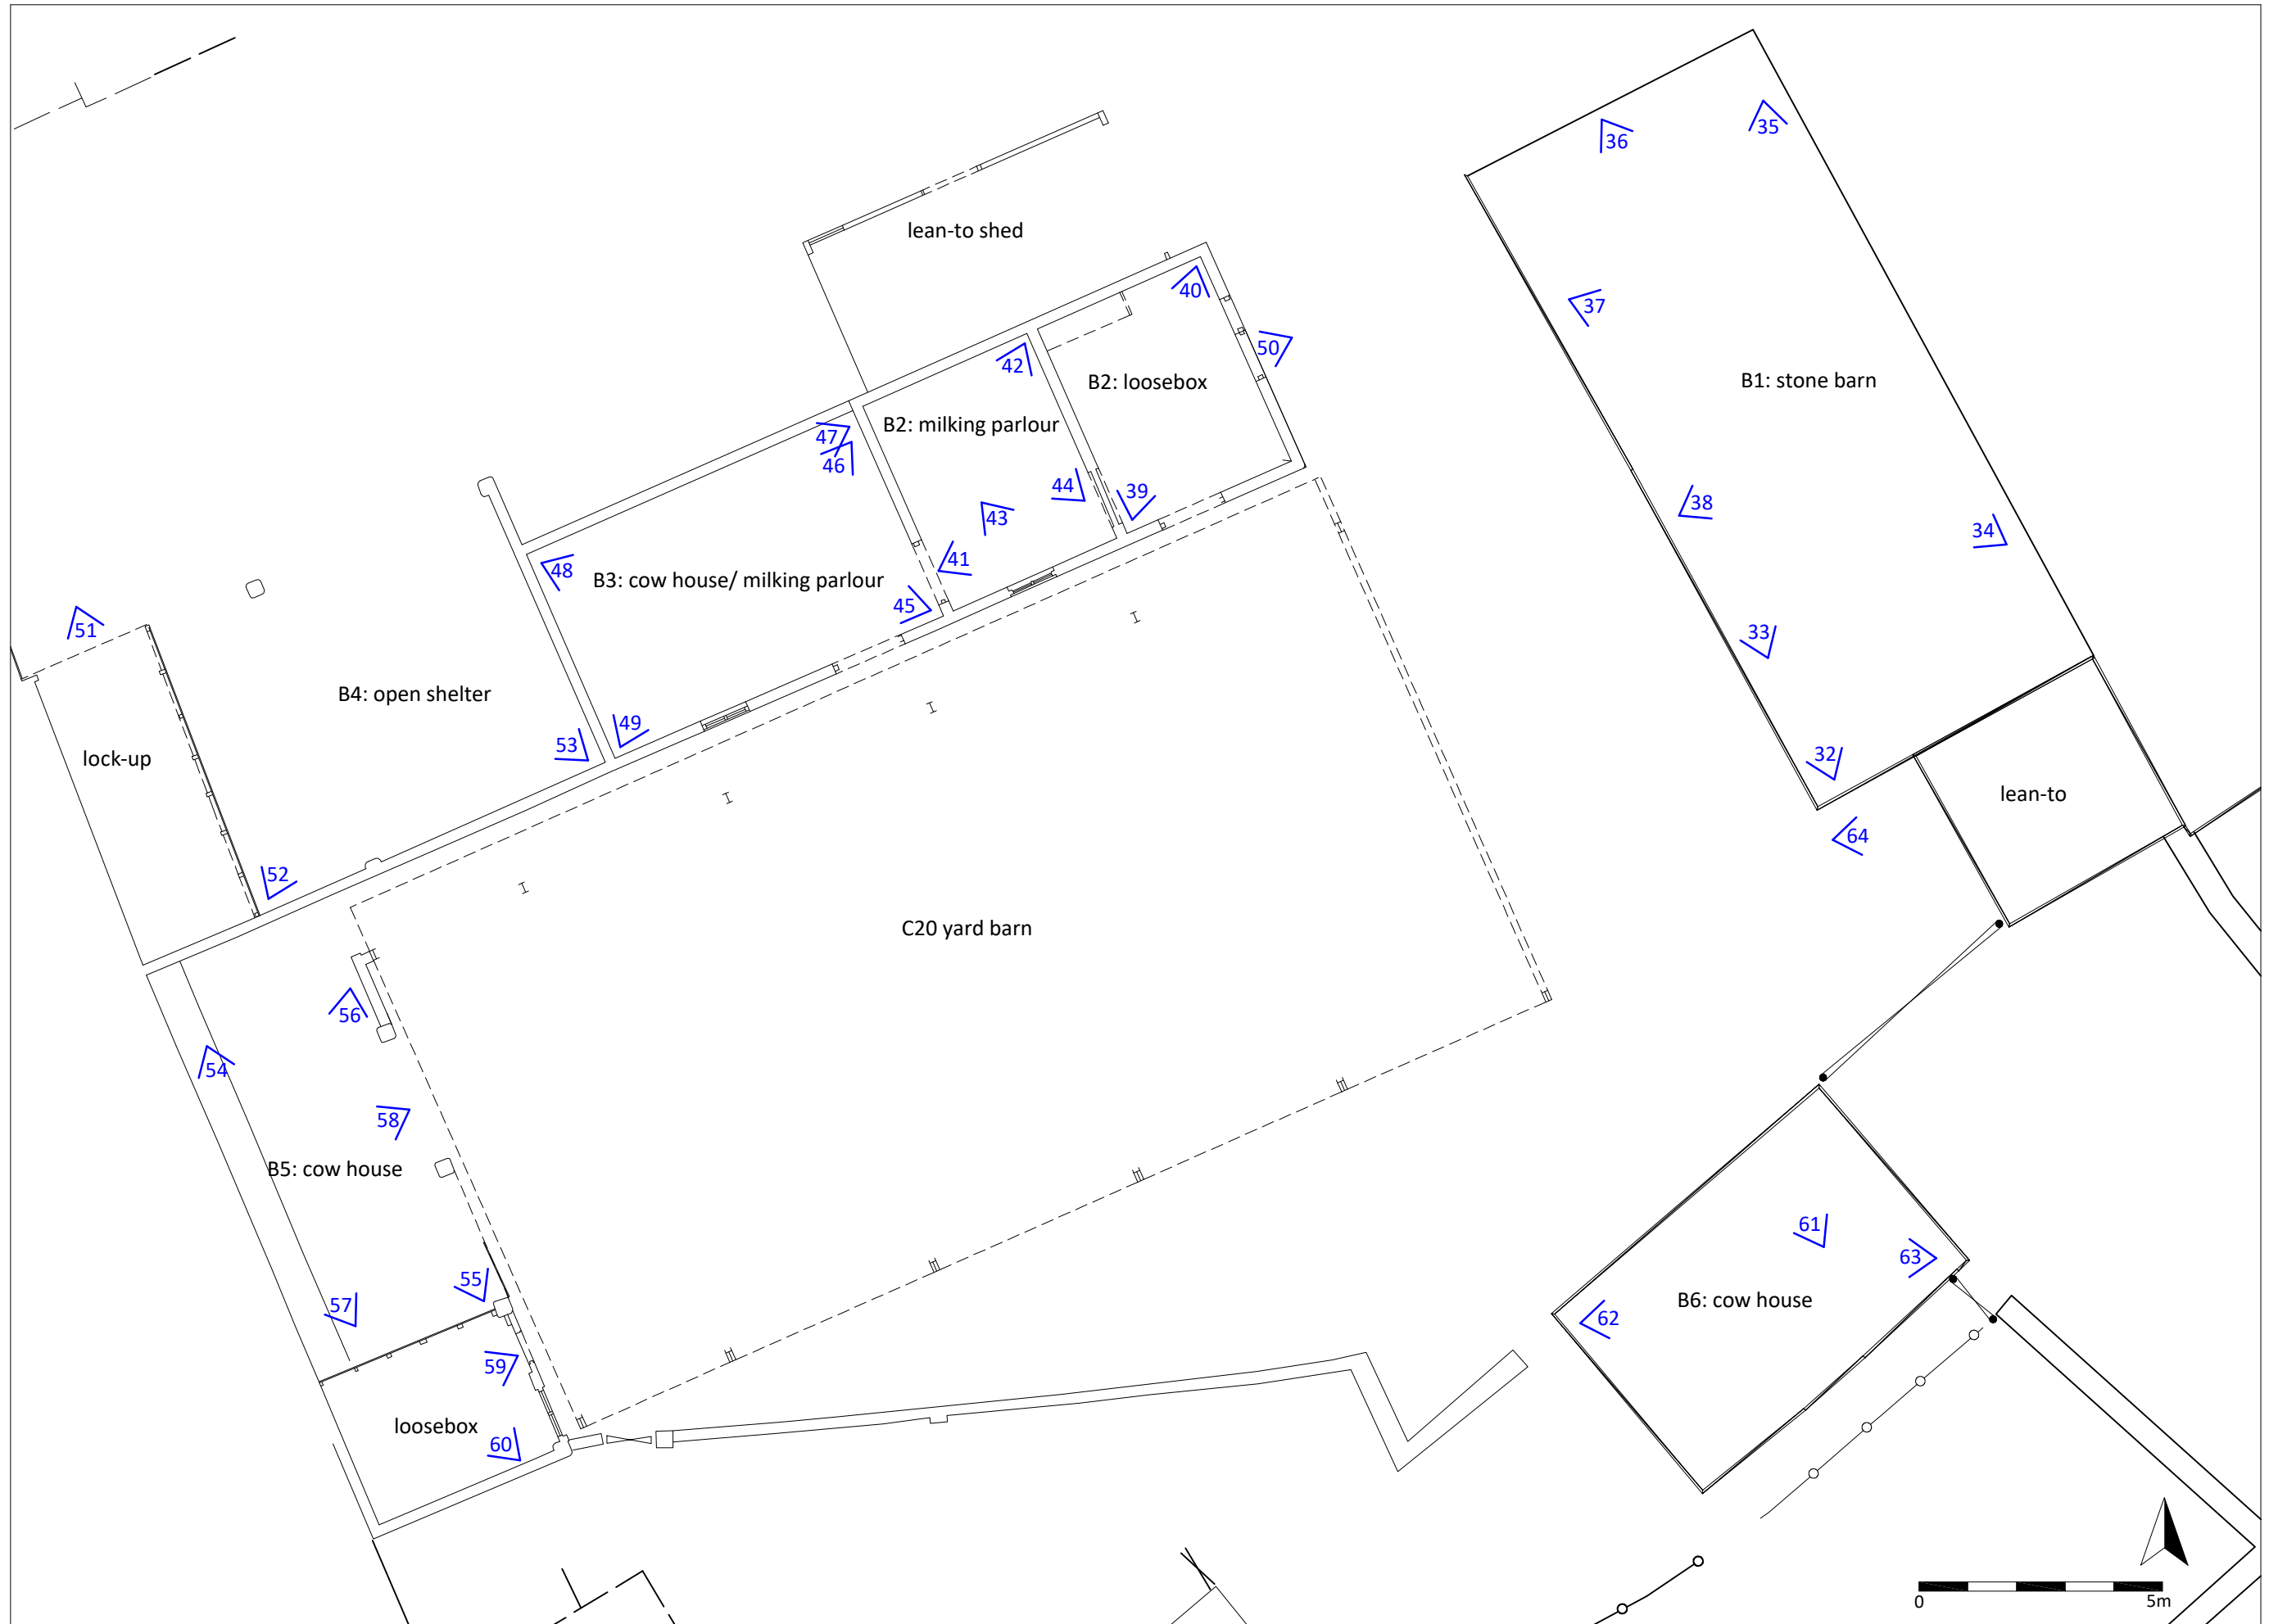 36
35
lean-to shed
40
37
50
42
B2: loosebox
B1: stone barn
B2: milking parlour
47
46
44
39
38
43
34
41
48
B3: cow house/ milking parlour
45
51
33
B4: open shelter
49
53
32
lock-up
lean-to
64
52
C20 yard barn
56
54
58
B5: cow house
61
63
55
57
B6: cow house
62
59
loosebox
60
0
5m